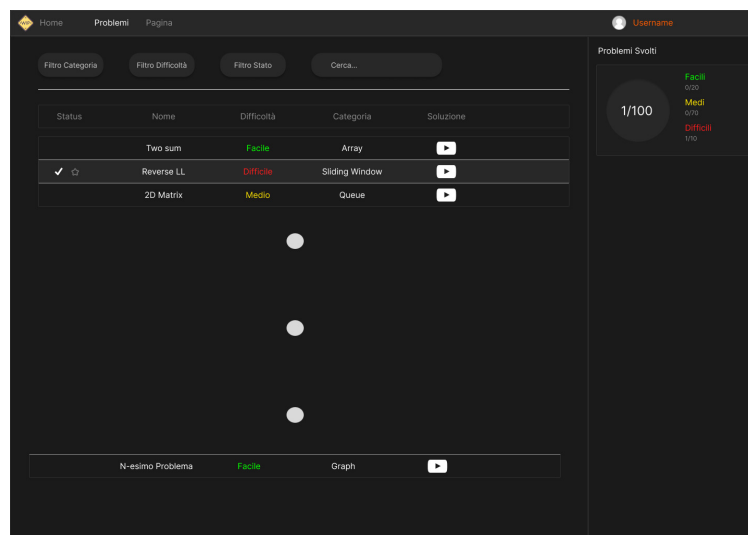 Home Problemi Pagina Username
Problemi Svolti
Filtro Categoria Filtro Difficoltà Filtro Stato Cerca...
Status Nome Difficoltà Categoria Soluzione
Two sum Facile Array
Reverse LL Difficile Sliding Window
2D Matrix Medio Queue
N-esimo Problema Facile Graph
1/100
Facili
0/20
Medi
0/70
Difficili
1/10